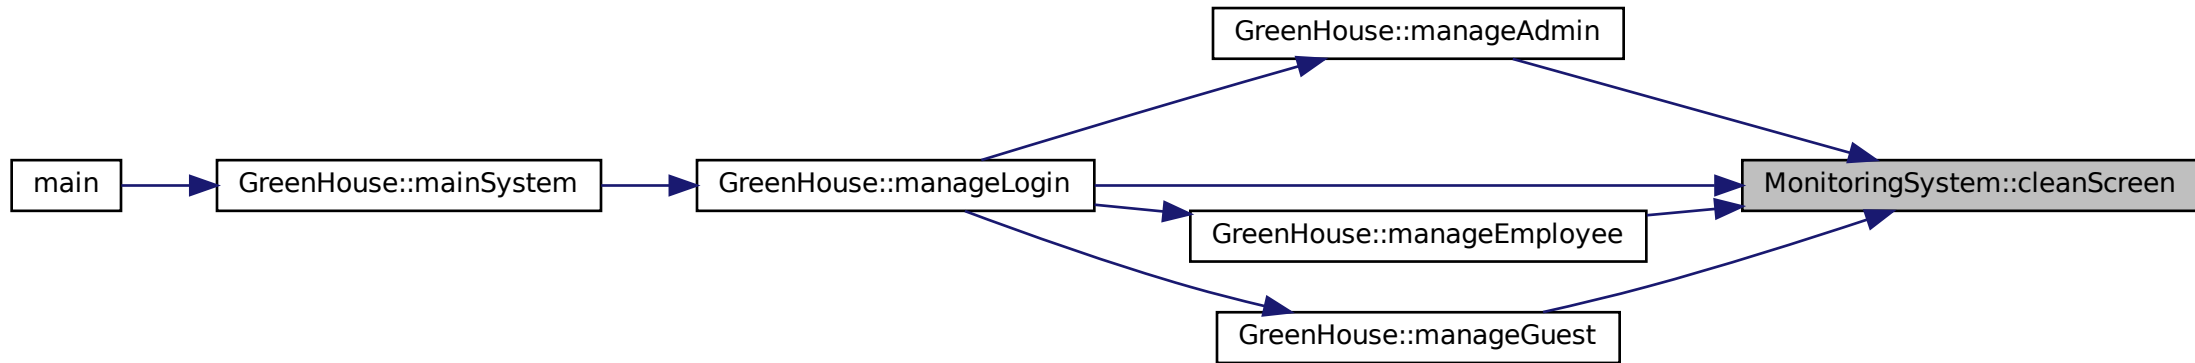 GreenHouse::manageAdmin
main
GreenHouse::mainSystem
GreenHouse::manageLogin
MonitoringSystem::cleanScreen
GreenHouse::manageEmployee
GreenHouse::manageGuest